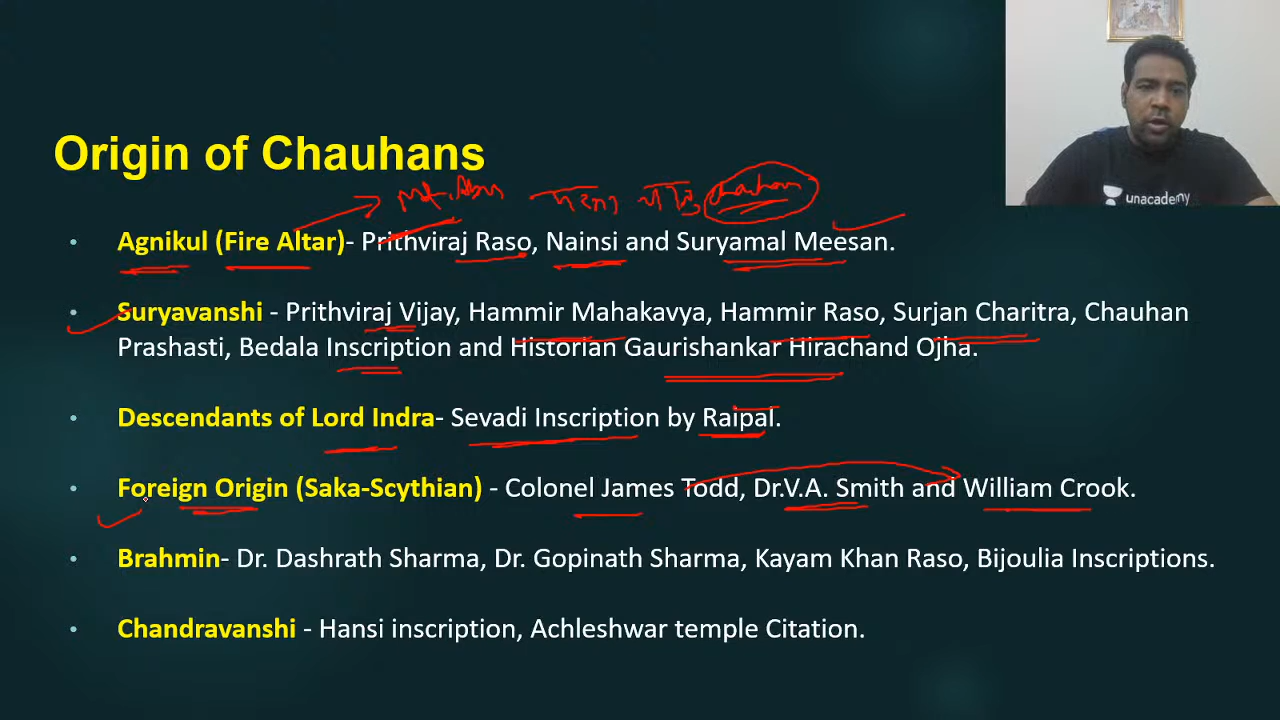 Origin of Chauhans
Mt. Abu chauhan
• Agnikul (Fire Altar)- Prithviraj Raso, Nainsi and Suryamal Meesan.
• Suryavanshi - Prithviraj Vijay, Hammir Mahakavya, Hammir Raso, Surjan Charitra, Chauhan
Prashasti, Bedala Inscription and Historian Gaurishankar Hirachand Ojha.
• Descendants of Lord Indra- Sevadi Inscription by Raipal.
• Foreign Origin (Saka-Scythian) - Colonel James Todd, Dr.V.A. Smith and William Crook.
• Brahmin- Dr. Dashrath Sharma, Dr. Gopinath Sharma, Kayam Khan Raso, Bijoulia Inscriptions.
• Chandravanshi - Hansi inscription, Achleshwar temple Citation.
unacademy